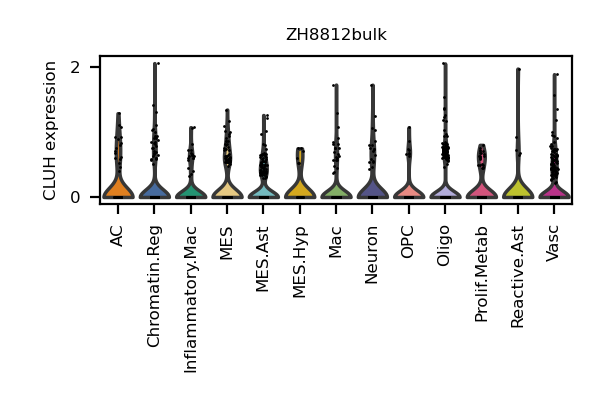 ZH8812bulk
CLUH expression
2
0
AC
Chromatin.Reg
Inflammatory.Mac
MES
MES.Ast
MES.Hyp
Mac
Neuron
OPC
Oligo
Prolif.Metab
Reactive.Ast
Vasc